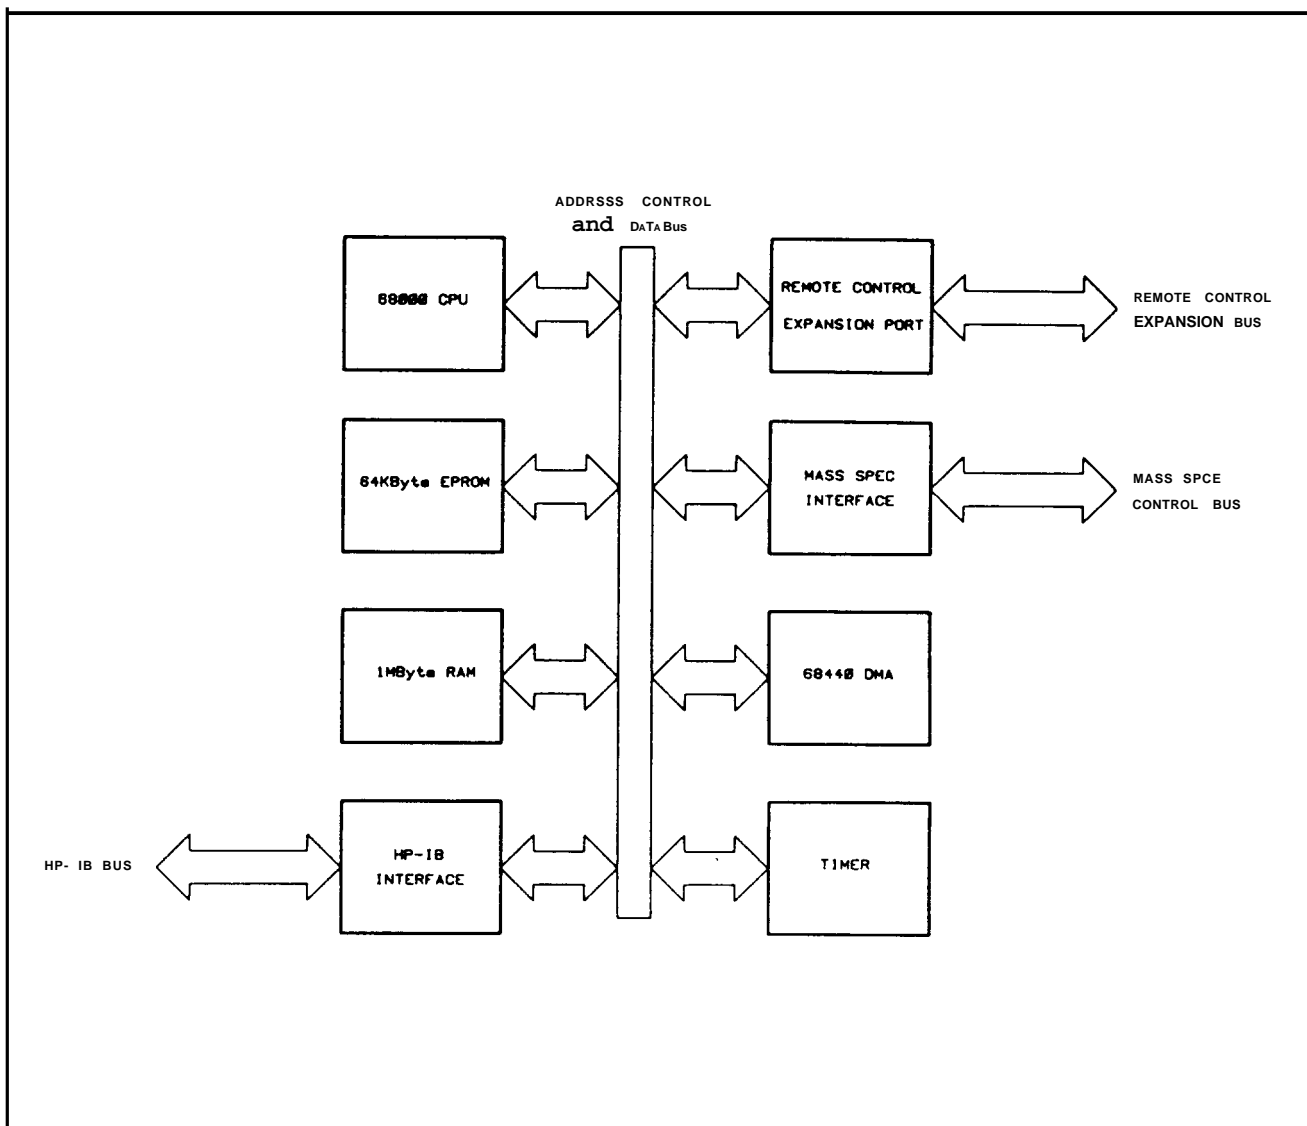 ADDRSSS CONTROL
and DaTa Bus
68000 CPU
REMOTE CONTROL
EXPANSION PORT
REMOTE CONTROL
EXPANSION BUS
64KByte EPROM
MASS SPEC
INTERFACE
MASS SPCE
CONTROL BUS
1MByte RAM
68440 DMA
HP- IB BUS
HP-IB
INTERFACE
TIMER